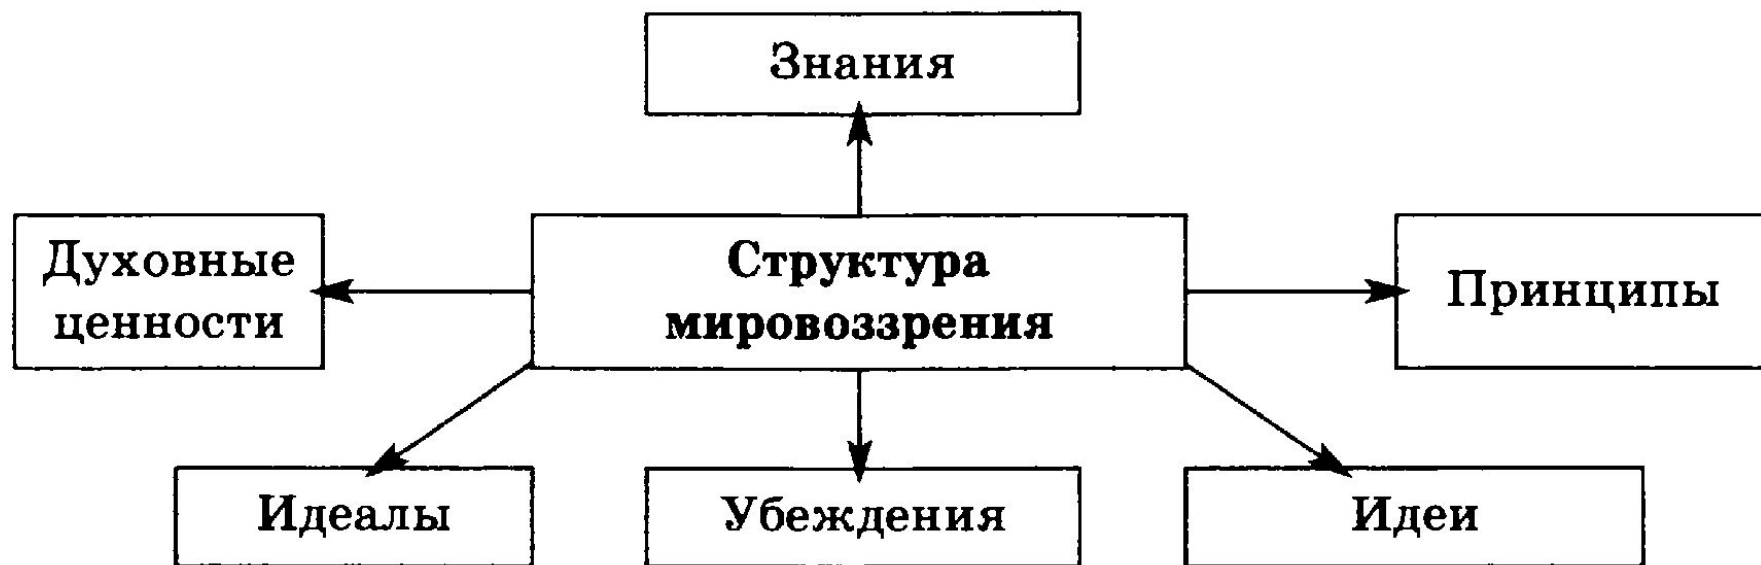 Знания
Духовные
ценности
Структура
мировоззрения
Принципы
Идеалы
Убеждения
Идеи